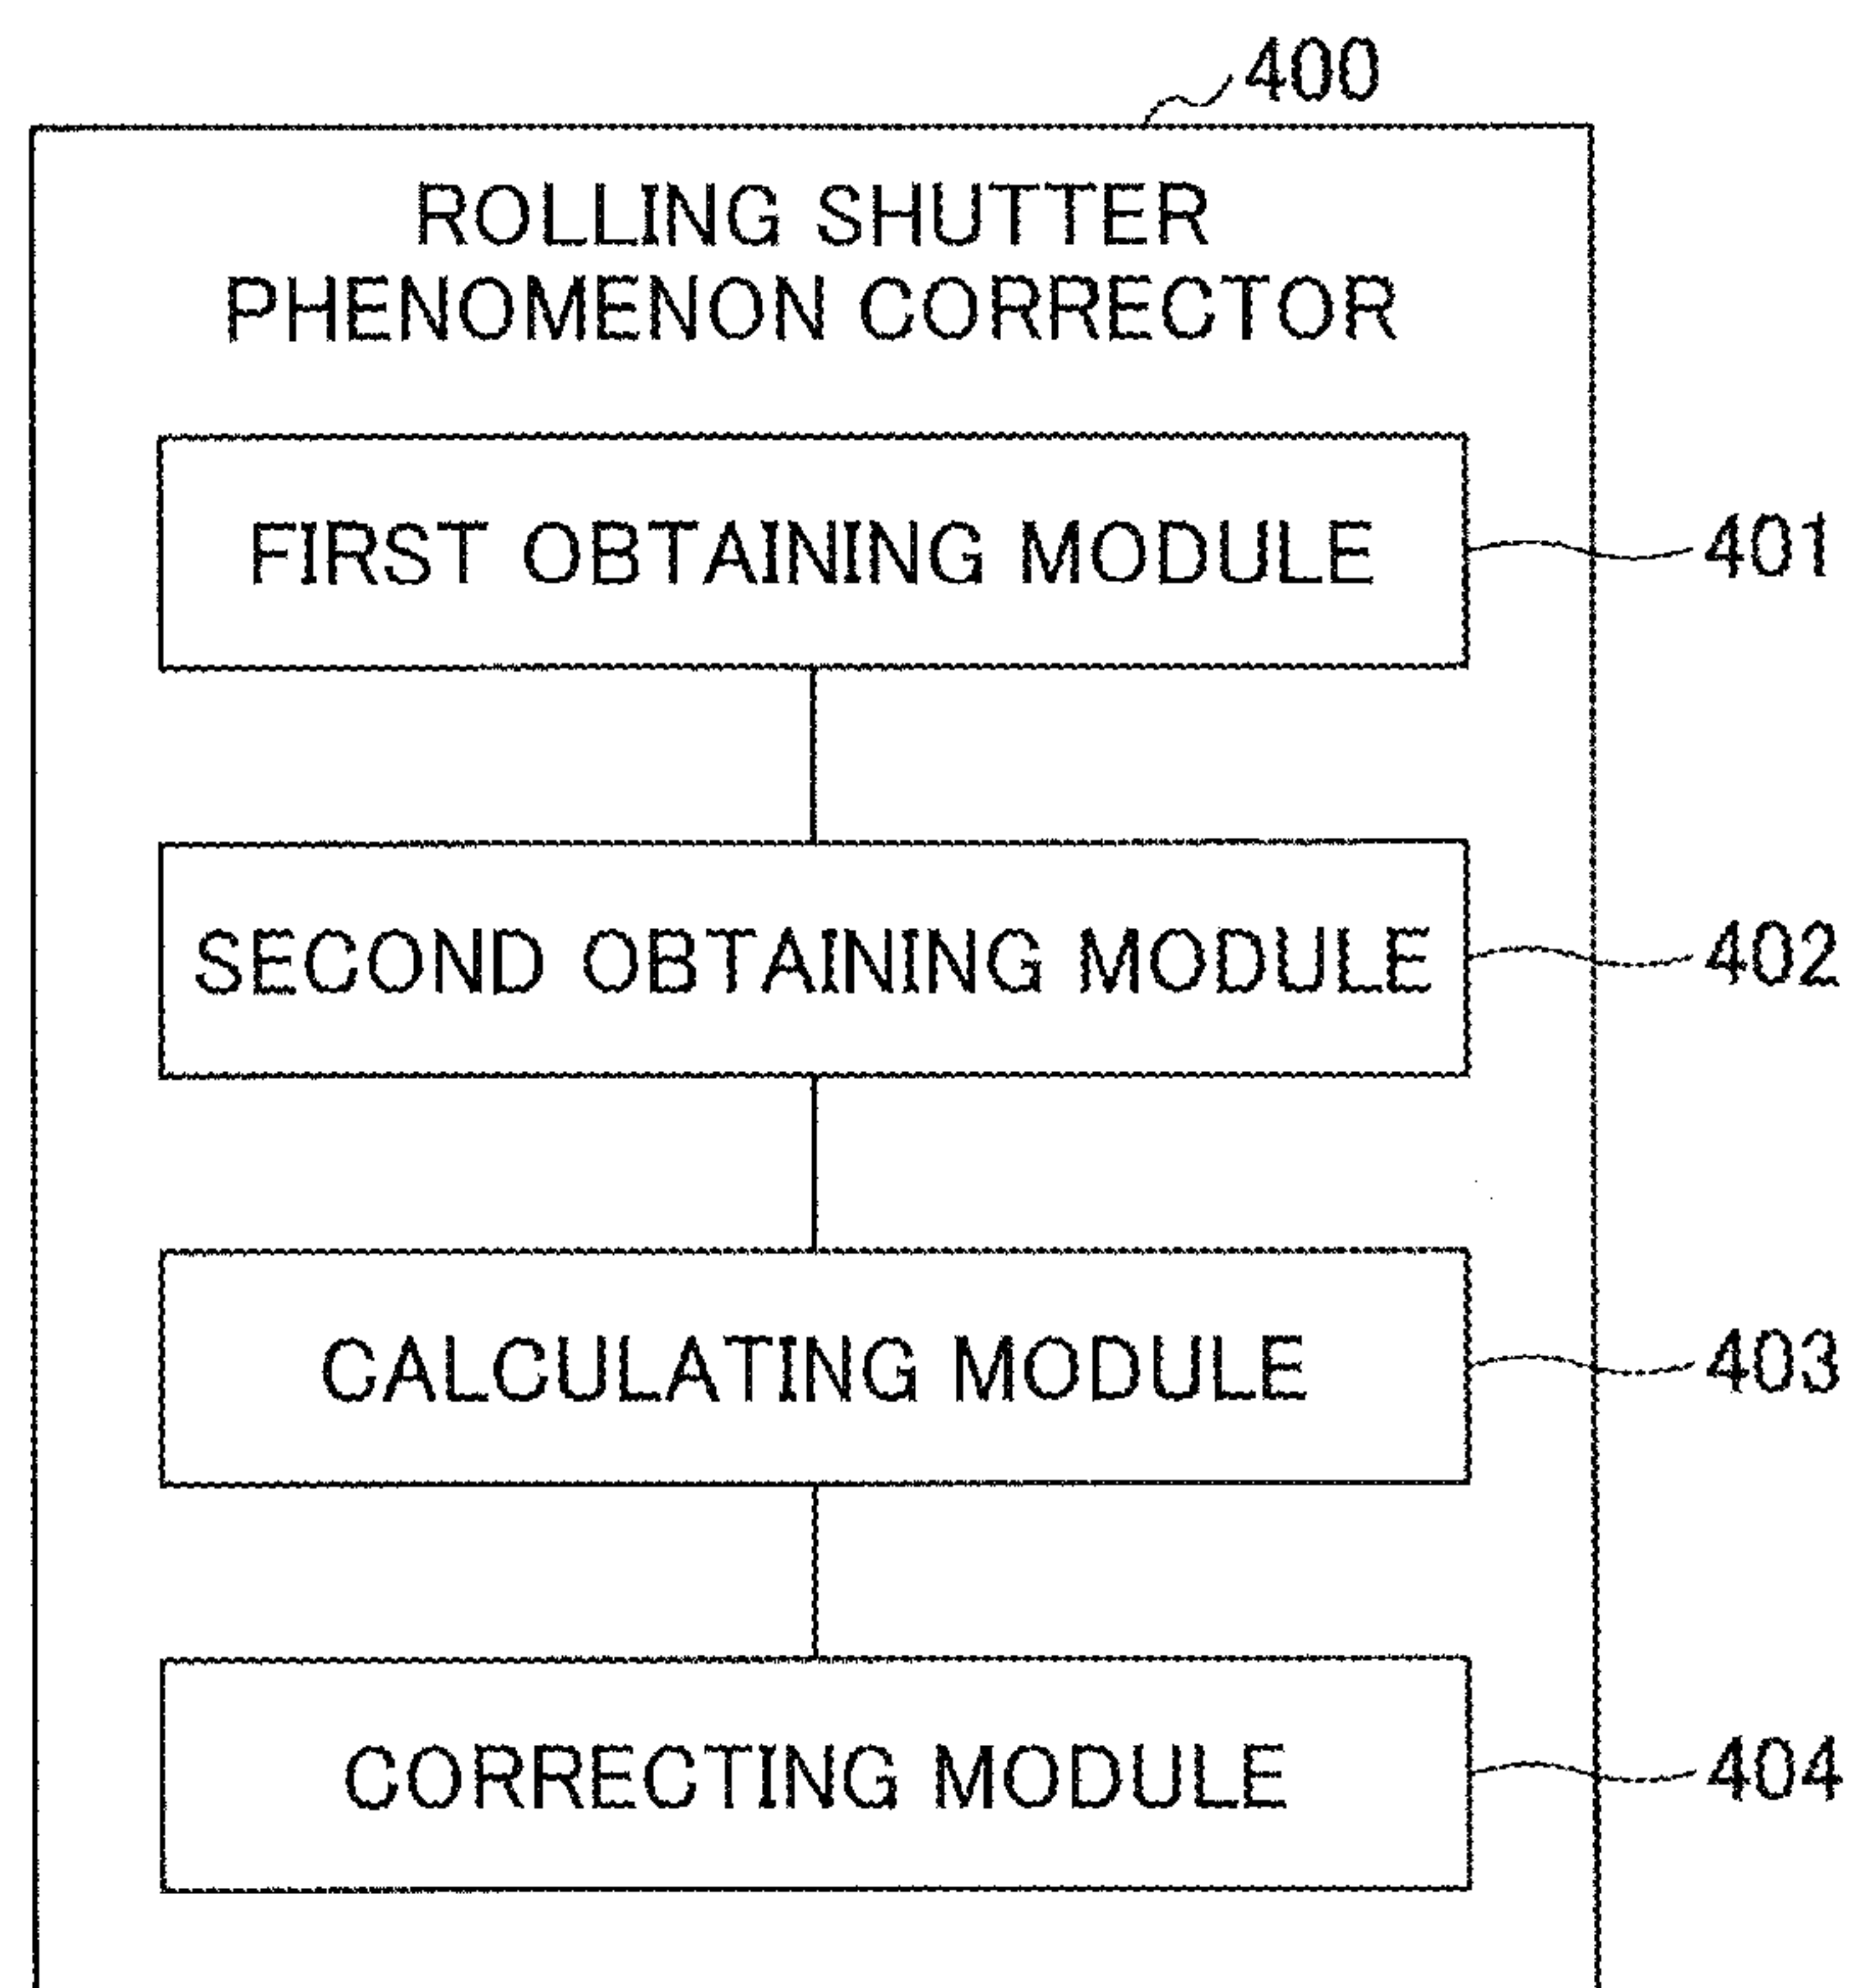 400
ROLLING SHUTTER
PHENOMENON CORRECTOR
FIRST OBTAINING MODULE
401
SECOND OBTAINING MODULE
402
CALCULATING MODULE
403
CORRECTING MODULE
404